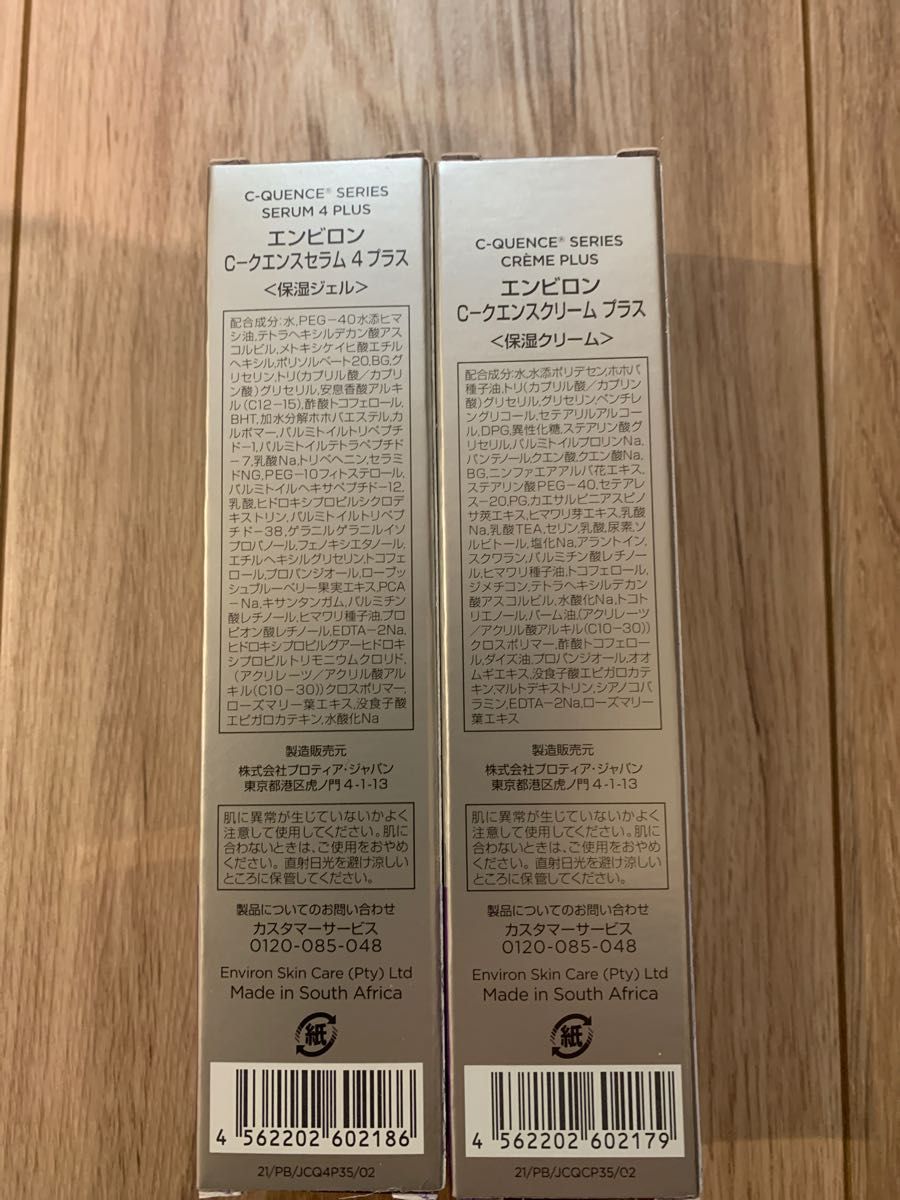 C-QUENCE® SERIES
SERUM 4 PLUS
エンビロン
C−クエンスセラム 4 プラス
＜保湿ジェル＞
配合成分:水,PEG−40水添ヒマ
シ油,テトラヘキシルデカン酸アス
コルビル,メトキシケイヒ酸エチル
ヘキシル,ポリソルベート20,BG,グ
リセリン,トリ(カプリル酸／カプリ
ン酸)グリセリル,安息香酸アルキ
ル(C12−15),酢酸トコフェロール,
BHT,加水分解ホホバエステル,カ
ルボマー,パルミトイルトリペプチ
ド−1,パルミトイルテトラペプチド
−7,乳酸Na,トリベヘニン,セラミ
ドNG,PEG−10フィトステロール,
パルミトイルヘキサペプチド−12,
乳酸,ヒドロキシプロピルシクロデ
キストリン,パルミトイルトリペプ
チド−38,ゲラニルゲラニルイソ
プロパノール,フェノキシエタノール,
エチルヘキシルグリセリン,トコフェ
ロール,プロパンジオール,ローブッ
シュブルーベリー果実エキス,PCA
−Na,キサンタンガム,パルミチン
酸レチノール,ヒマワリ種子油,プロ
ピオン酸レチノール,EDTA−2Na,
ヒドロキシプロピルグアーヒドロキ
シプロピルトリモニウムクロリド,
(アクリレーツ／アクリル酸アル
キル(C10−30))クロスポリマー,
ローズマリー葉エキス,没食子酸
エピガロカテキン,水酸化Na
製造販売元
株式会社プロティア・ジャパン
東京都港区虎ノ門 4-1-13
肌に異常が生じていないかよく
注意して使用してください。肌に
合わないときは、ご使用をおやめ
ください。直射日光を避け涼しい
ところに保管してください。
製品についてのお問い合わせ
カスタマーサービス
0120-085-048
Environ Skin Care (Pty) Ltd
Made in South Africa
紙
4 562202 602186
21/PB/JCQ4P35/02
C-QUENCE® SERIES
CRÈME PLUS
エンビロン
C−クエンスクリーム プラス
＜保湿クリーム＞
配合成分:水,水添ポリデセン,ホホバ
種子油,トリ(カプリル酸／カプリン
酸)グリセリル,グリセリン,ペンチレ
ングリコール,セテアリルアルコー
ル,DPG,異性化糖,ステアリン酸グ
リセリル,パルミトイルプロリンNa,
パンテノール,クエン酸,クエン酸Na,
BG,ニンファエアアルバ花エキス,
ステアリン酸PEG−40,セテアレ
ス−20,PG,カエサルピニアスピノ
サ莢エキス,ヒマワリ芽エキス,乳酸
Na,乳酸TEA,セリン,乳酸,尿素,ソ
ルビトール,塩化Na,アラントイン,
スクワラン,パルミチン酸レチノー
ル,ヒマワリ種子油,トコフェロール,
ジメチコン,テトラヘキシルデカン
酸アスコルビル,水酸化Na,トコト
リエノール,パーム油,(アクリレーツ
／アクリル酸アルキル(C10−30))
クロスポリマー,酢酸トコフェロー
ル,ダイズ油,プロパンジオール,オオ
ムギエキス,没食子酸エピガロカテ
キン,マルトデキストリン,シアノコバ
ラミン,EDTA−2Na,ローズマリー
葉エキス
製造販売元
株式会社プロティア・ジャパン
東京都港区虎ノ門 4-1-13
肌に異常が生じていないかよく
注意して使用してください。肌に
合わないときは、ご使用をおやめ
ください。直射日光を避け涼しい
ところに保管してください。
製品についてのお問い合わせ
カスタマーサービス
0120-085-048
Environ Skin Care (Pty) Ltd
Made in South Africa
紙
4 562202 602179
21/PB/JCQCP35/02